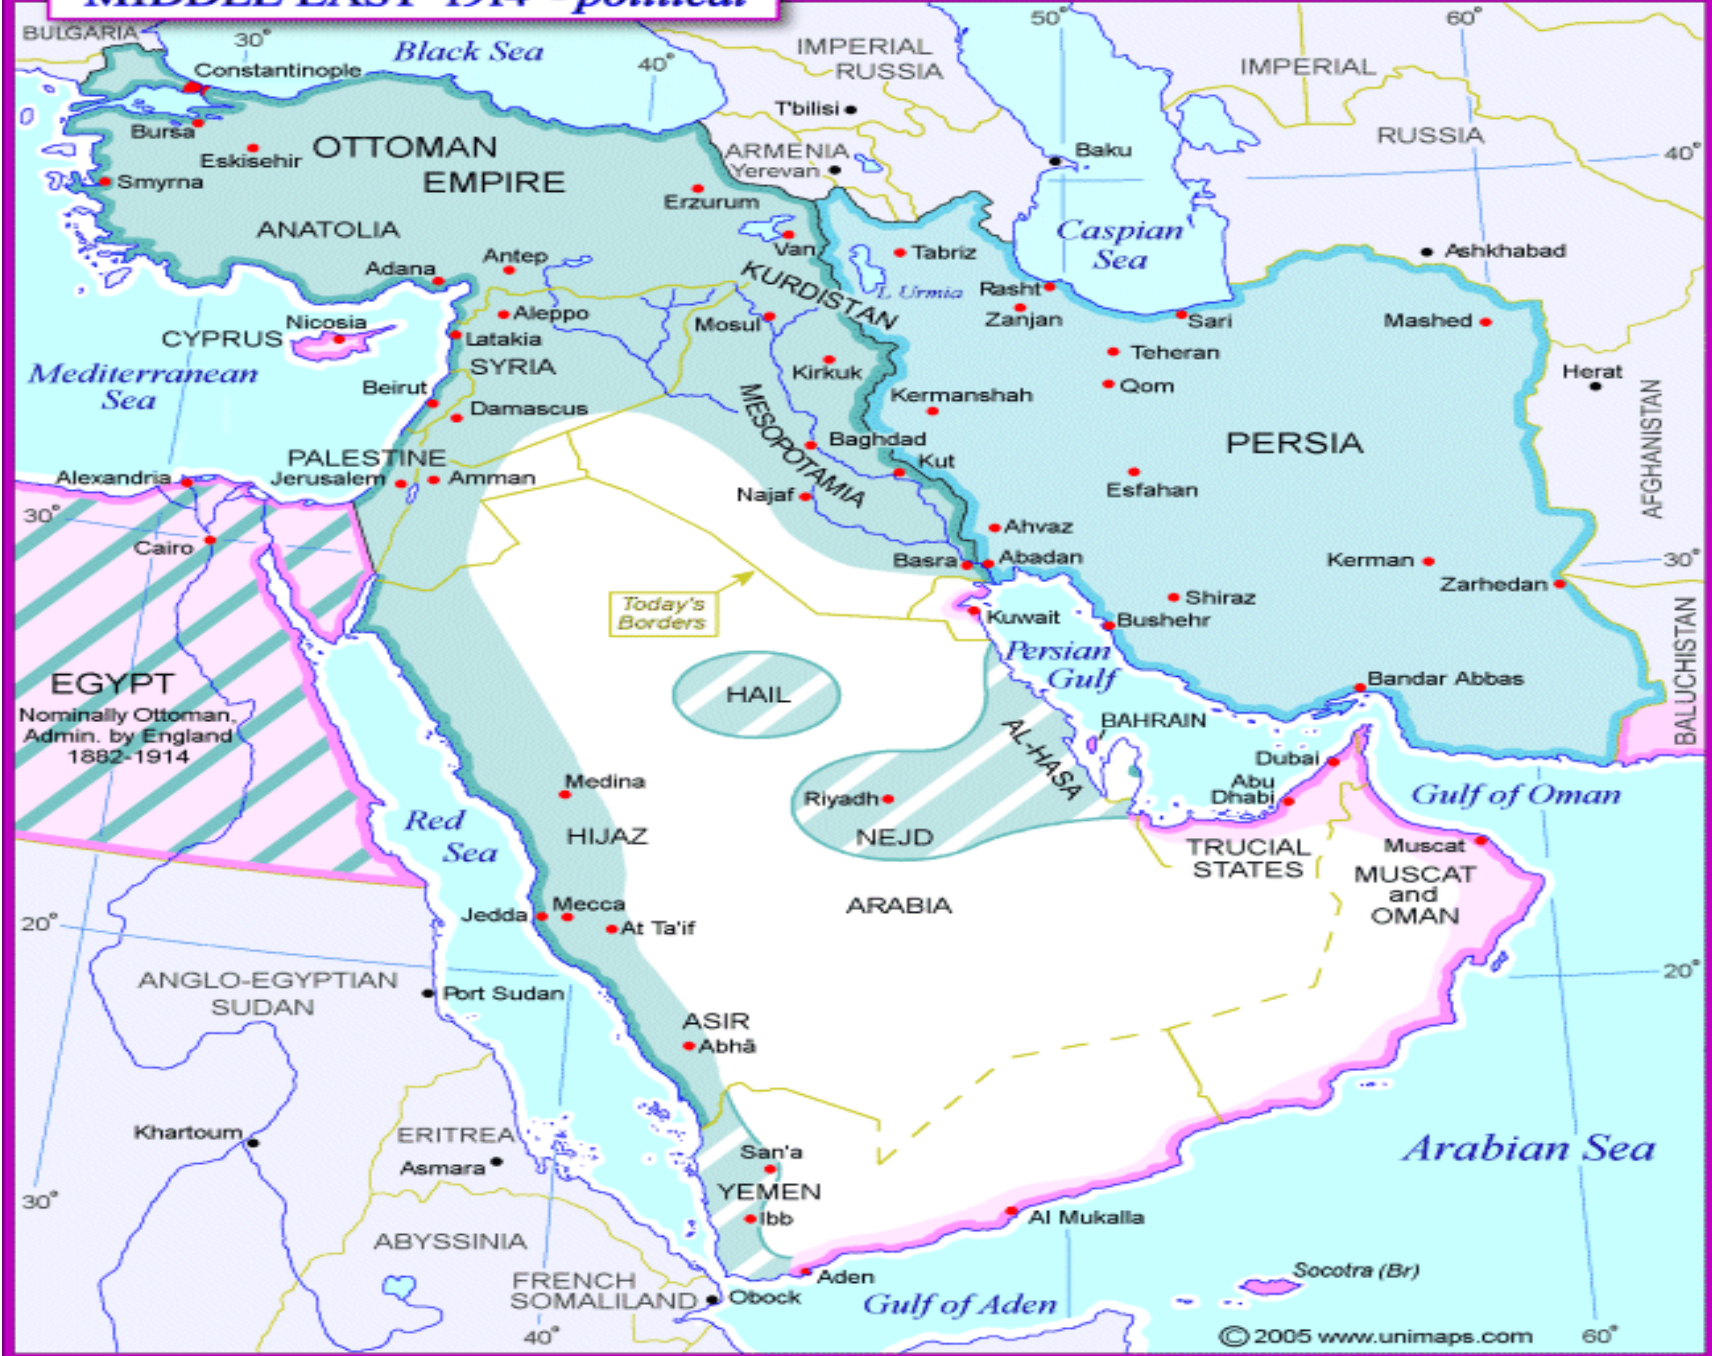 MIDDLE EAST 1914 - political
BULGARIA
30°
Black Sea
40°
IMPERIAL
RUSSIA
50°
60°
IMPERIAL
RUSSIA
40°
Constantinople
Bursa
Eskisehir
OTTOMAN
EMPIRE
Smyrna
ANATOLIA
Erzurum
T'bilisi
ARMENIA
Yerevan
Baku
Caspian
Sea
Ashkhabad
Adana
Antep
Van
KURDISTAN
Tabriz
L Urmia
Rasht
Zanjan
Sari
Mashed
Nicosia
CYPRUS
Aleppo
Latakia
SYRIA
Mosul
Kirkuk
Teheran
Qom
Kermanshah
Herat
AFGHANISTAN
Mediterranean
Sea
Beirut
Damascus
MESOPOTAMIA
Baghdad
Kut
PERSIA
PALESTINE
Jerusalem
Amman
Alexandria
Najaf
Esfahan
30°
Cairo
Ahvaz
Basra
Abadan
Kerman
30°
Zarhedan
Today's
Borders
Kuwait
Shiraz
Bushehr
Persian
Gulf
BALUCHISTAN
EGYPT
Nominally Ottoman,
Admin. by England
1882-1914
HAIL
Bandar Abbas
AL-HASA
BAHRAIN
Dubai
Abu
Dhabi
Gulf of Oman
Medina
HIJAZ
Riyadh
NEJD
Red
Sea
TRUCIAL
STATES
Muscat
MUSCAT
and
OMAN
Jedda
Mecca
At Ta'if
ARABIA
20°
20°
ANGLO-EGYPTIAN
SUDAN
Port Sudan
ASIR
Abhā
Khartoum
ERITREA
Asmara
San'a
YEMEN
Ibb
Arabian Sea
30°
Al Mukalla
ABYSSINIA
FRENCH
SOMALILAND
Obock
Aden
Gulf of Aden
Socotra (Br)
40°
© 2005 www.unimaps.com
60°